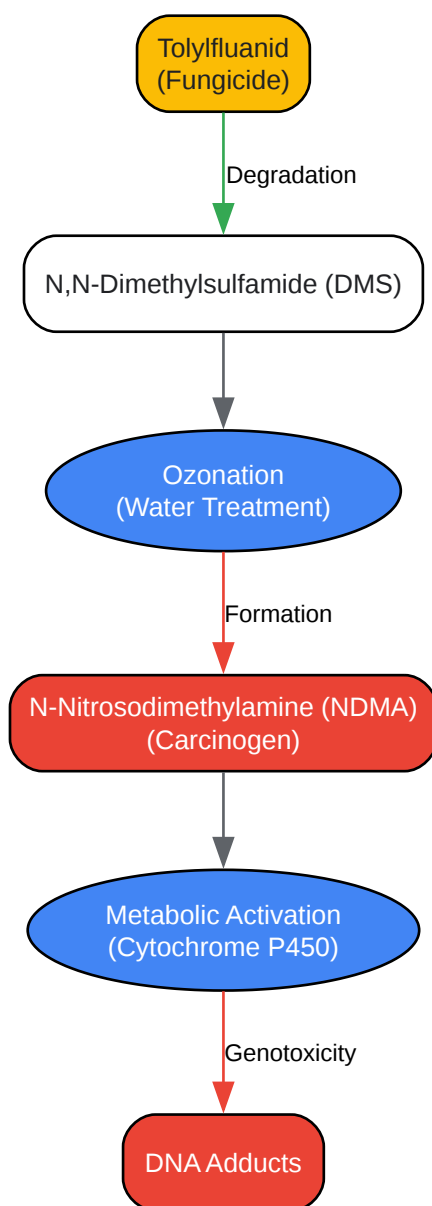 Tolylfluanid
(Fungicide)
Degradation
N,N-Dimethylsulfamide (DMS)
Ozonation
(Water Treatment)
Formation
N-Nitrosodimethylamine (NDMA)
(Carcinogen)
Metabolic Activation
(Cytochrome P450)
Genotoxicity
DNA Adducts